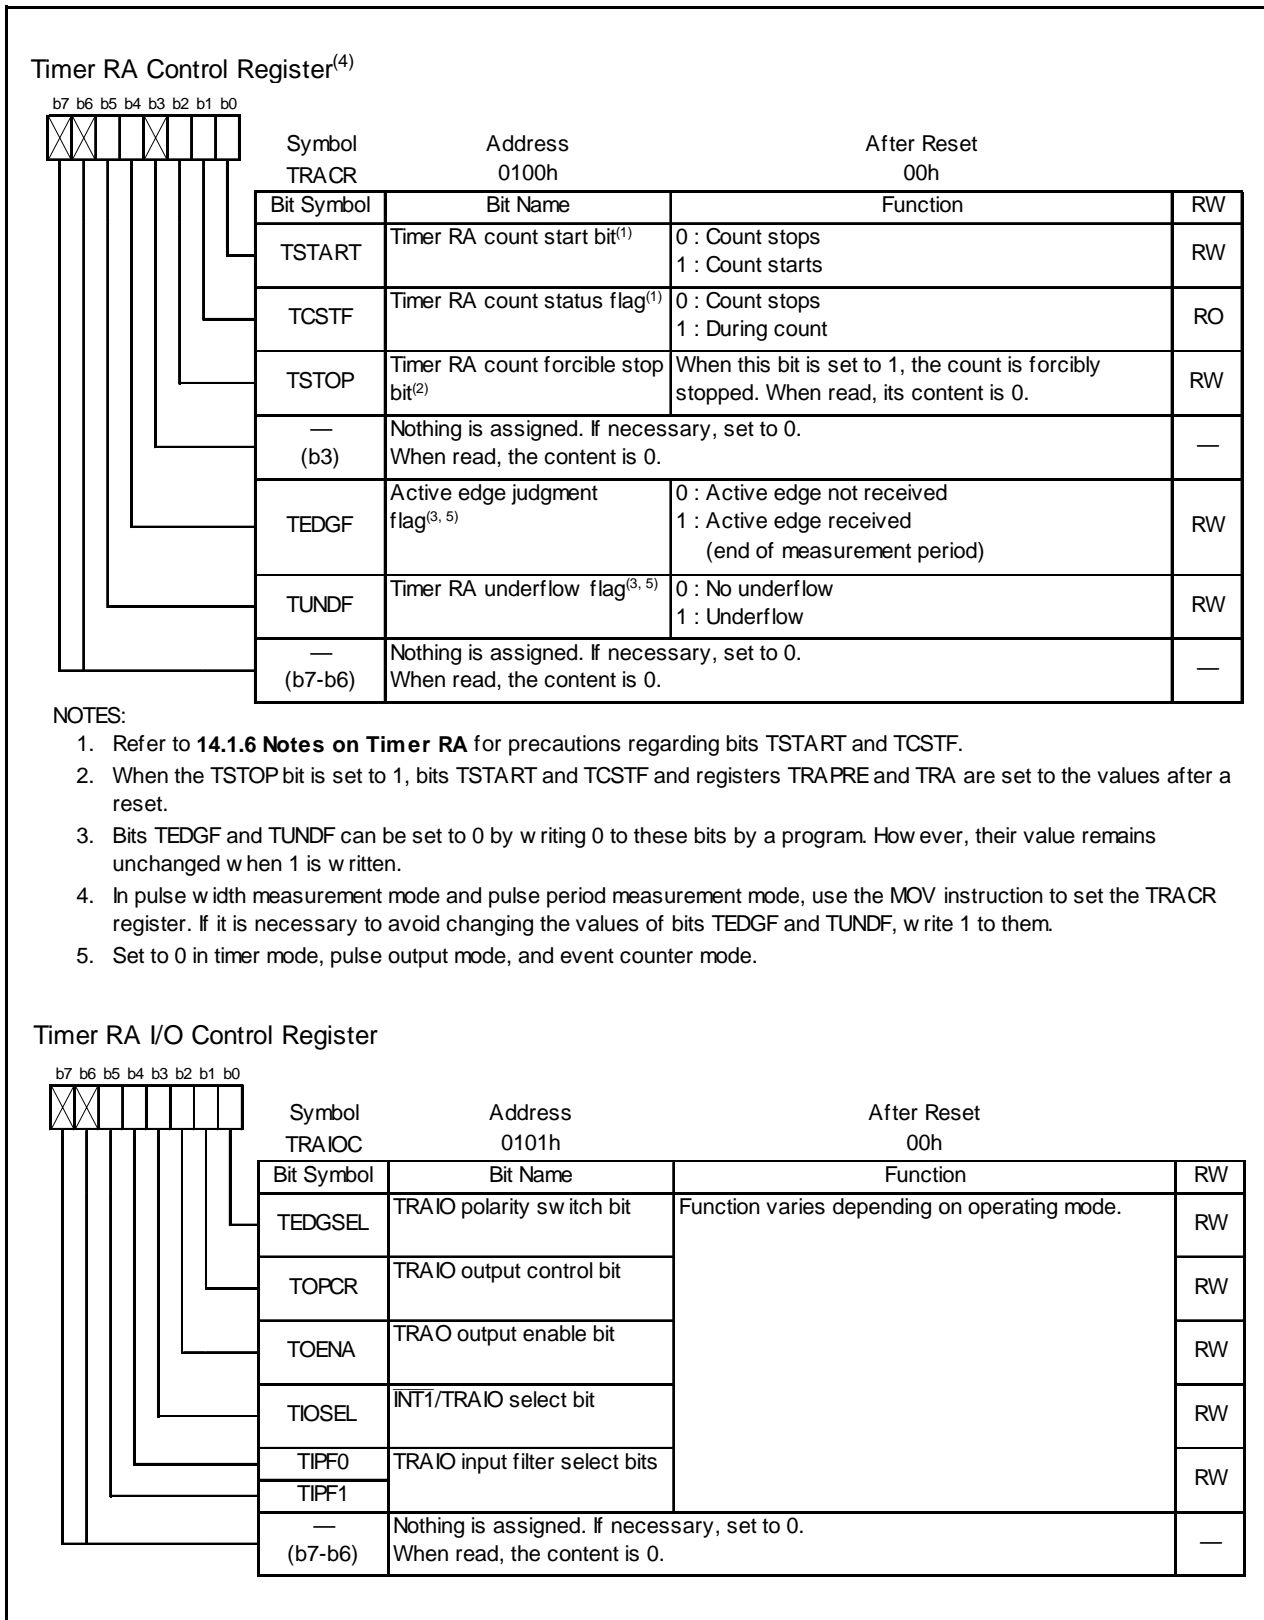 Timer RA Control Register(4)
b7 b6 b5 b4 b3 b2 b1 b0
Symbol Address After Reset
TRACR 0100h 00h
Bit Symbol Bit Name Function RW
TSTART Timer RA count start bit(1) 0 : Count stops RW
1 : Count starts
TCSTF Timer RA count status flag(1) 0 : Count stops RO
1 : During count
TSTOP Timer RA count forcible stop When this bit is set to 1, the count is forcibly RW
bit(2) stopped. When read, its content is 0.
— Nothing is assigned. If necessary, set to 0. —
(b3) When read, the content is 0.
TEDGF Active edge judgment 0 : Active edge not received RW
flag(3, 5) 1 : Active edge received
(end of measurement period)
TUNDF Timer RA underflow flag(3, 5) 0 : No underflow RW
1 : Underflow
— Nothing is assigned. If necessary, set to 0. —
(b7-b6) When read, the content is 0.
NOTES:
1. Refer to 14.1.6 Notes on Timer RA for precautions regarding bits TSTART and TCSTF.
2. When the TSTOP bit is set to 1, bits TSTART and TCSTF and registers TRAPRE and TRA are set to the values after a
reset.
3. Bits TEDGF and TUNDF can be set to 0 by writing 0 to these bits by a program. However, their value remains
unchanged when 1 is written.
4. In pulse width measurement mode and pulse period measurement mode, use the MOV instruction to set the TRACR
register. If it is necessary to avoid changing the values of bits TEDGF and TUNDF, write 1 to them.
5. Set to 0 in timer mode, pulse output mode, and event counter mode.
Timer RA I/O Control Register
b7 b6 b5 b4 b3 b2 b1 b0
Symbol Address After Reset
TRAIOC 0101h 00h
Bit Symbol Bit Name Function RW
TEDGSEL TRAIO polarity switch bit Function varies depending on operating mode. RW
TOPCR TRAIO output control bit RW
TOENA TRAO output enable bit RW
TIOSEL INT1/TRAIO select bit RW
TIPF0 TRAIO input filter select bits RW
TIPF1
— Nothing is assigned. If necessary, set to 0. —
(b7-b6) When read, the content is 0.